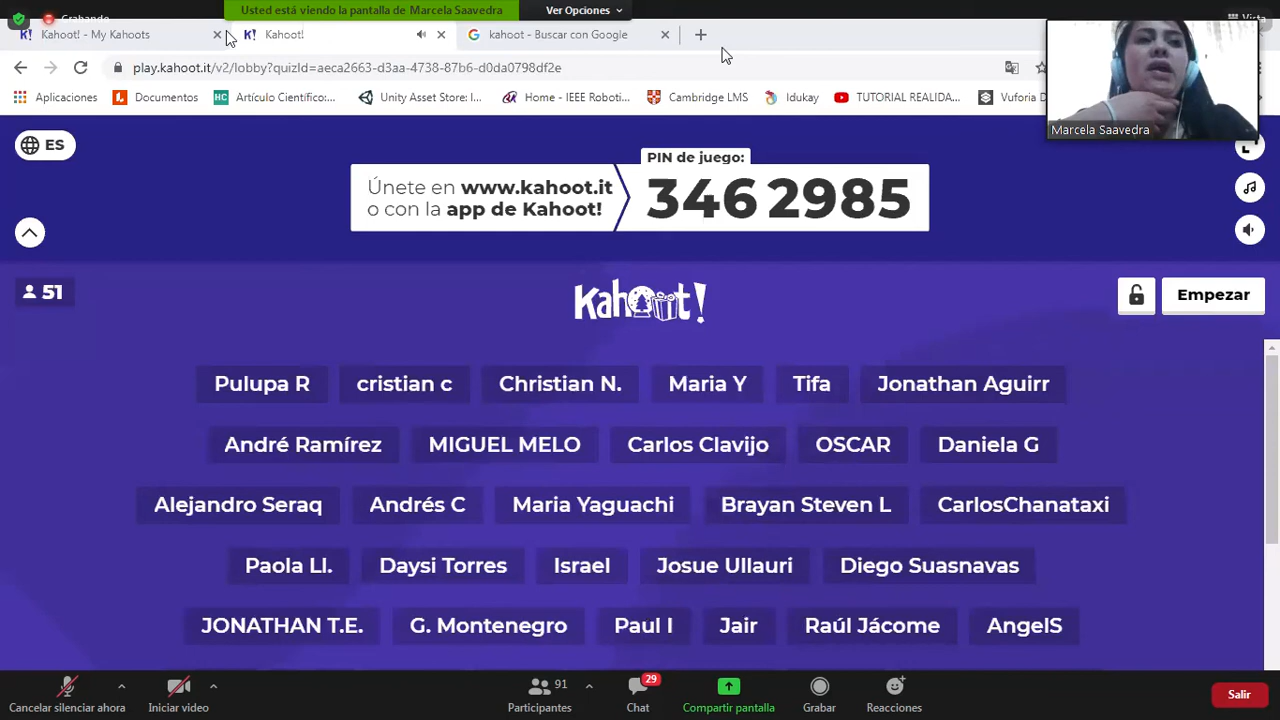 Usted está viendo la pantalla de Marcela Saavedra
Ver Opciones
Grabando
Vista
Kahoot! - My Kahoots
Kahoot!
kahoot - Buscar con Google
play.kahoot.it/v2/lobby?quizId=aeca2663-d3aa-4738-87b6-d0da0798df2e
Aplicaciones
Documentos
Artículo Científico:...
Unity Asset Store: I...
Home - IEEE Roboti...
Cambridge LMS
Idukay
TUTORIAL REALIDA...
Vuforia D
Marcela Saavedra
ES
Únete en www.kahoot.it
o con la app de Kahoot!
PIN de juego:
346 2985
51
Kahoot!
Empezar
Pulupa R
cristian c
Christian N.
Maria Y
Tifa
Jonathan Aguirr
André Ramírez
MIGUEL MELO
Carlos Clavijo
OSCAR
Daniela G
Alejandro Seraq
Andrés C
Maria Yaguachi
Brayan Steven L
CarlosChanataxi
Paola Ll.
Daysi Torres
Israel
Josue Ullauri
Diego Suasnavas
JONATHAN T.E.
G. Montenegro
Paul I
Jair
Raúl Jácome
AngelS
Cancelar silenciar ahora
Iniciar video
91
Participantes
29
Chat
Compartir pantalla
Grabar
Reacciones
Salir